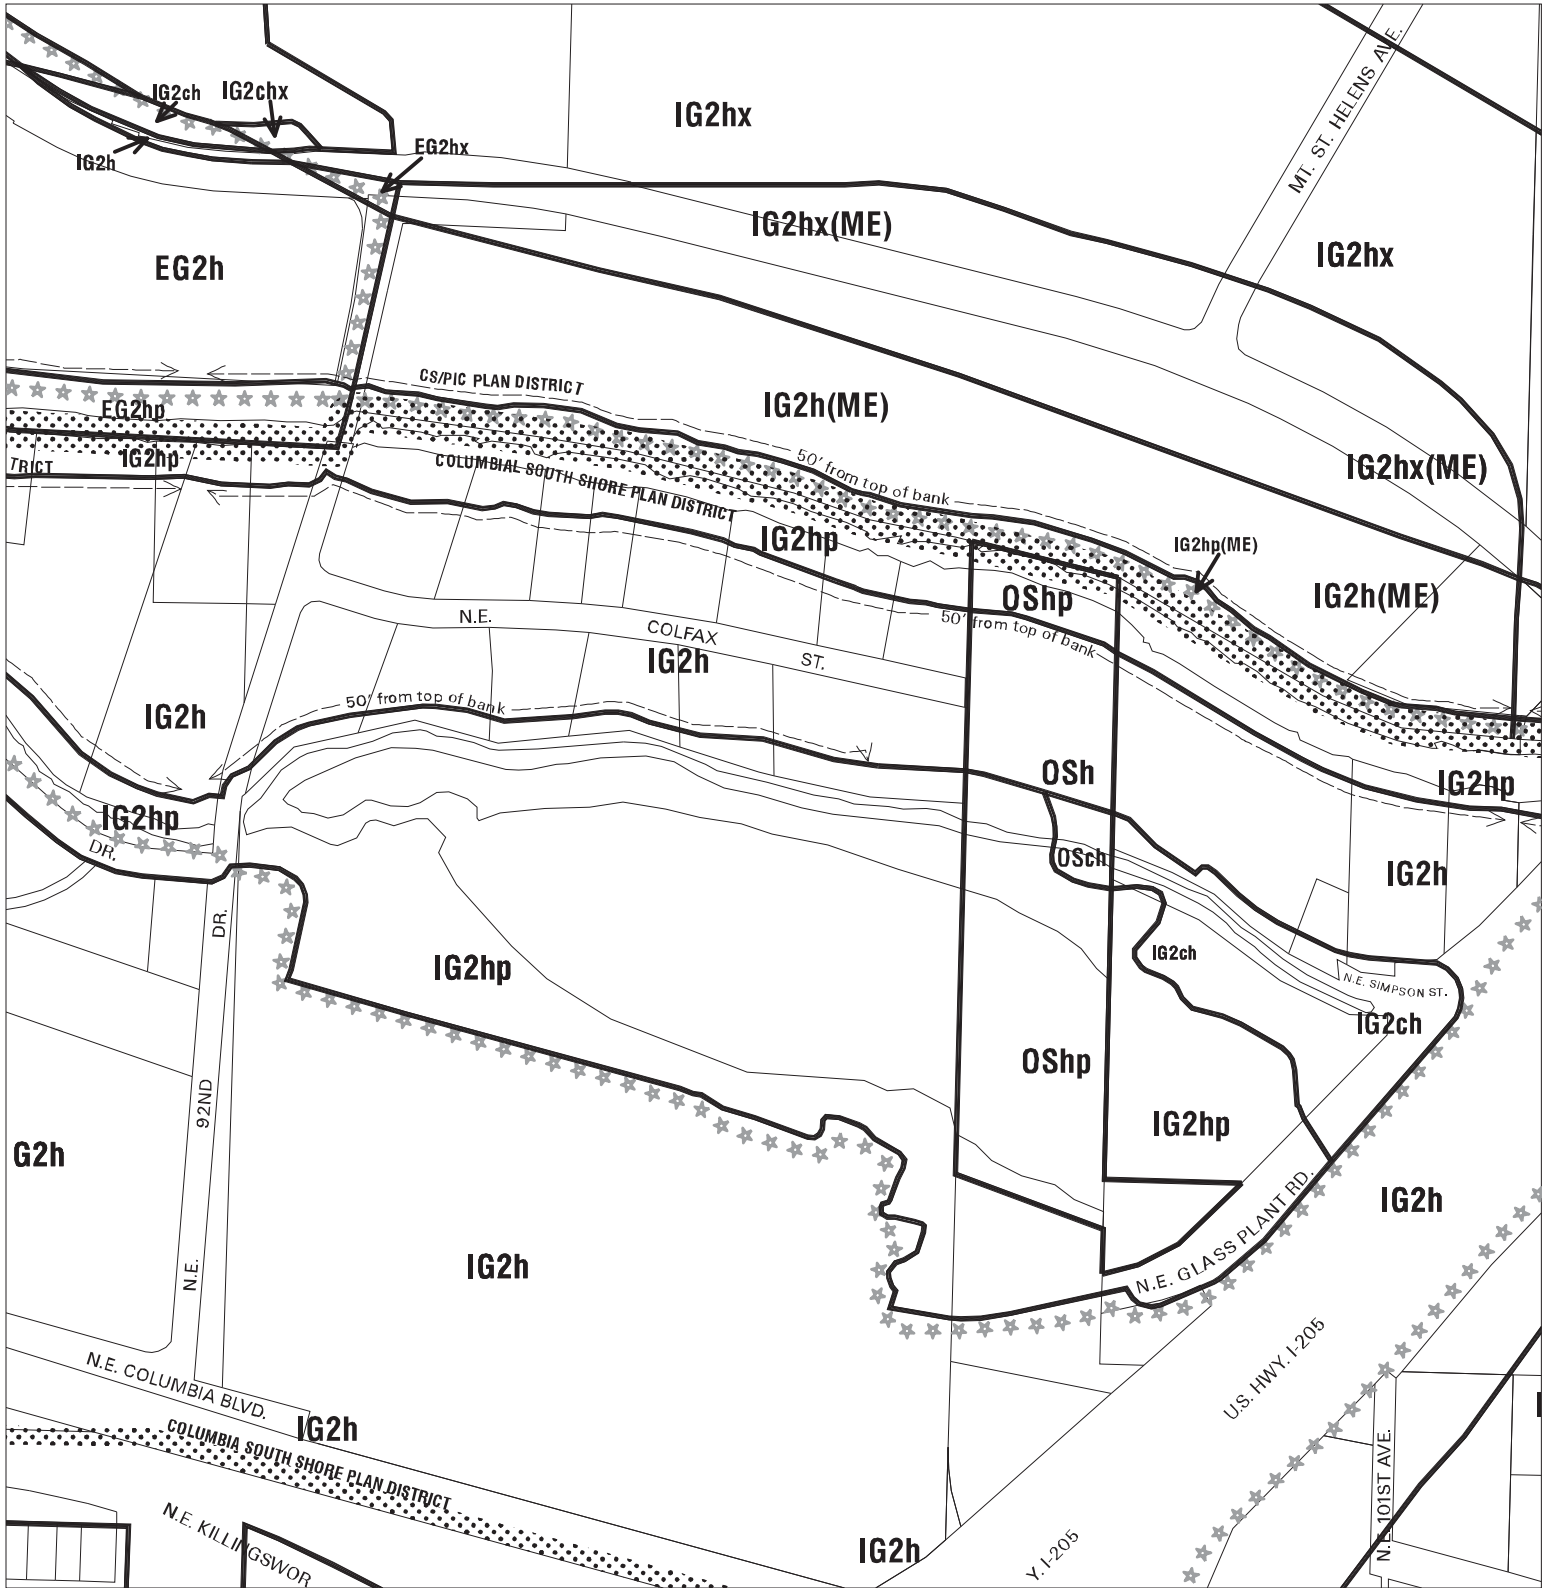 IG2ch
IG2chx
IG2hx
MT. ST. HELENS AVE.
IG2h
EG2hx
IG2hx(ME)
IG2hx
EG2h
CS/PIC PLAN DISTRICT
IG2h(ME)
EG2hp
IG2hp
TRICT
50' from top of bank
IG2hx(ME)
COLUMBIAL SOUTH SHORE PLAN DISTRICT
IG2hp
IG2hp(ME)
OShp
IG2h(ME)
50' from top of bank
N.E.
COLFAX
ST.
IG2h
50' from top of bank
IG2h
OSh
IG2hp
IG2hp
DR.
OSch
IG2h
DR.
IG2hp
IG2ch
N.E. SIMPSON ST.
IG2ch
OShp
92ND
IG2hp
G2h
N.E. GLASS PLANT RD.
IG2h
N.E.
IG2h
U.S. HWY. I-205
N.E. COLUMBIA BLVD.
IG2h
COLUMBIA SOUTH SHORE PLAN DISTRICT
N.E. 101ST AVE.
N.E. KILLINGSWOR
IG2h
Y. I-205